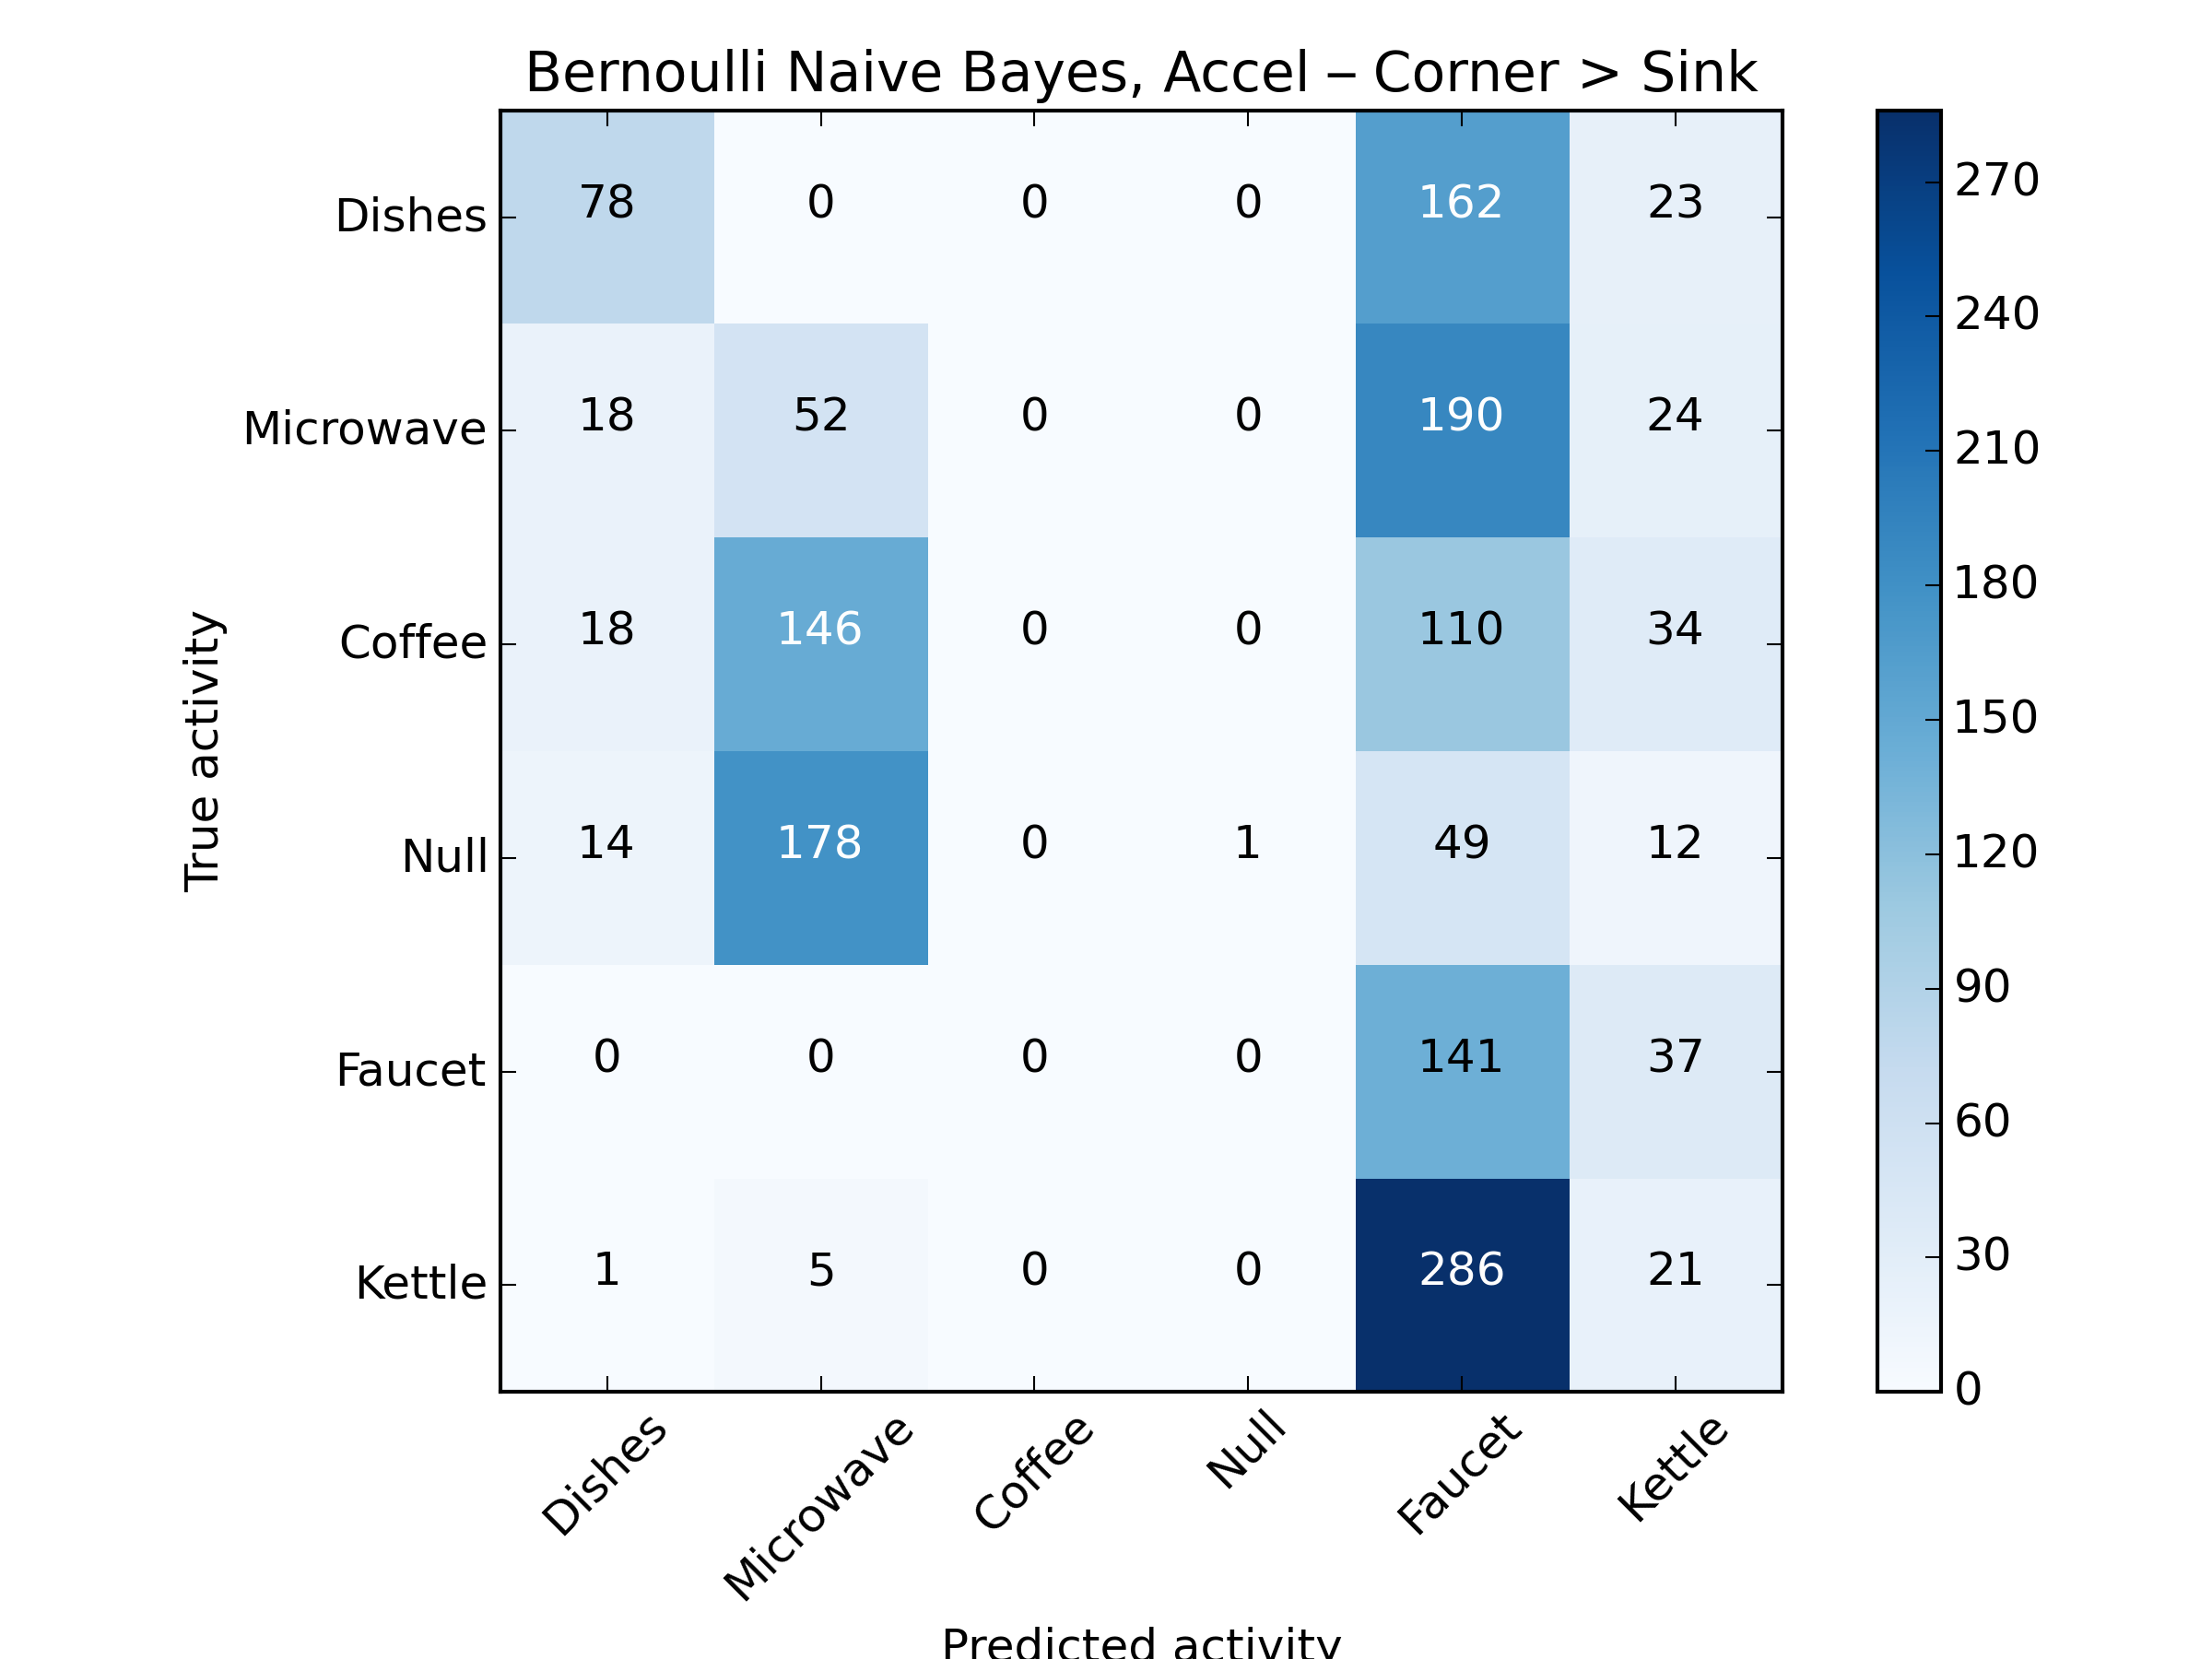 Bernoulli Naive Bayes, Accel – Corner > Sink
Dishes 78 0 0 0 162 23
Microwave 18 52 0 0 190 24
Coffee 18 146 0 0 110 34
Null 14 178 0 1 49 12
Faucet 0 0 0 0 141 37
Kettle 1 5 0 0 286 21
True activity
Dishes Microwave Coffee Null Faucet Kettle
Predicted activity
270
240
210
180
150
120
90
60
30
0